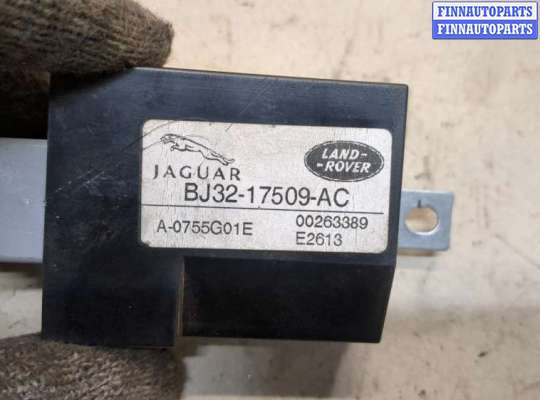 FINNAUTOPARTS
FINNAUTOPARTS
JAGUAR
LAND-
-ROVER
BJ32-17509-AC
A-0755G01E 00263389
E2613